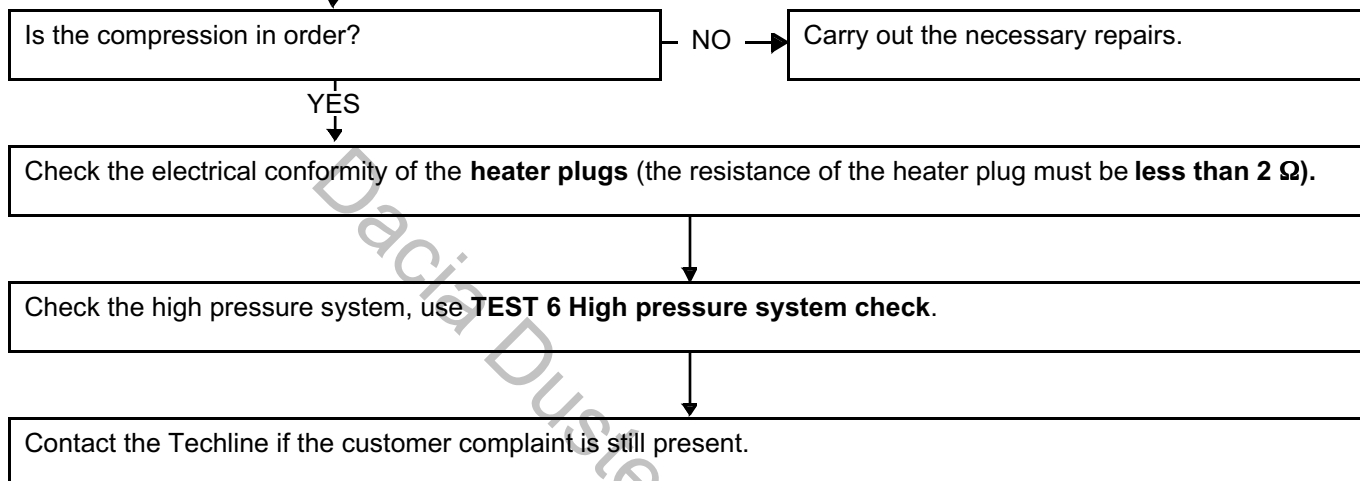 Is the compression in order?
NO
Carry out the necessary repairs.
YES
Check the electrical conformity of the heater plugs (the resistance of the heater plug must be less than 2 Ω).
Check the high pressure system, use TEST 6 High pressure system check.
Contact the Techline if the customer complaint is still present.
Dacia Duste